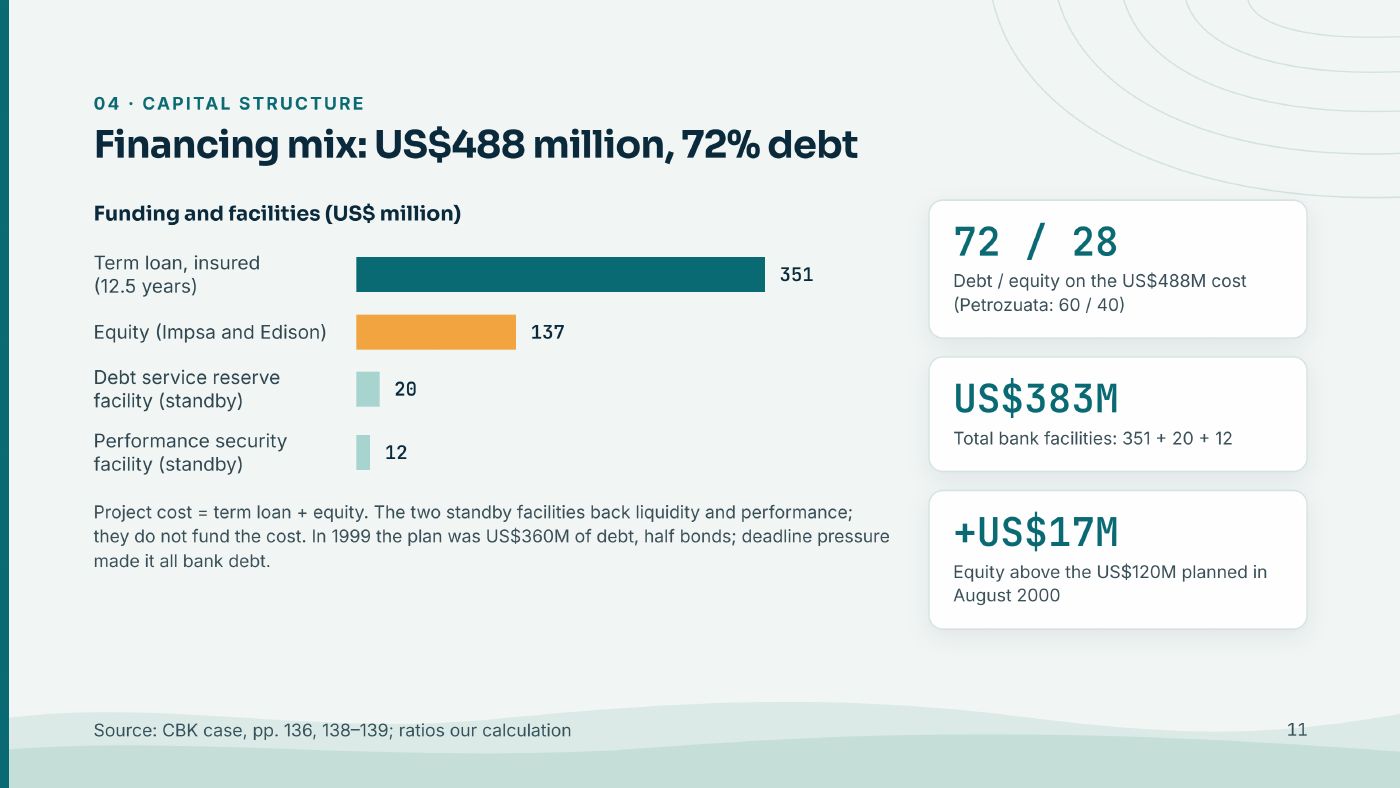 04 · CAPITAL STRUCTURE
Financing mix: US$488 million, 72% debt
Funding and facilities (US$ million)
Term loan, insured
(12.5 years)
351
Equity (Impsa and Edison)
137
Debt service reserve
facility (standby)
20
Performance security
facility (standby)
12
Project cost = term loan + equity. The two standby facilities back liquidity and performance;
they do not fund the cost. In 1999 the plan was US$360M of debt, half bonds; deadline pressure
made it all bank debt.
72 / 28
Debt / equity on the US$488M cost
(Petrozuata: 60 / 40)
US$383M
Total bank facilities: 351 + 20 + 12
+US$17M
Equity above the US$120M planned in
August 2000
Source: CBK case, pp. 136, 138–139; ratios our calculation
11